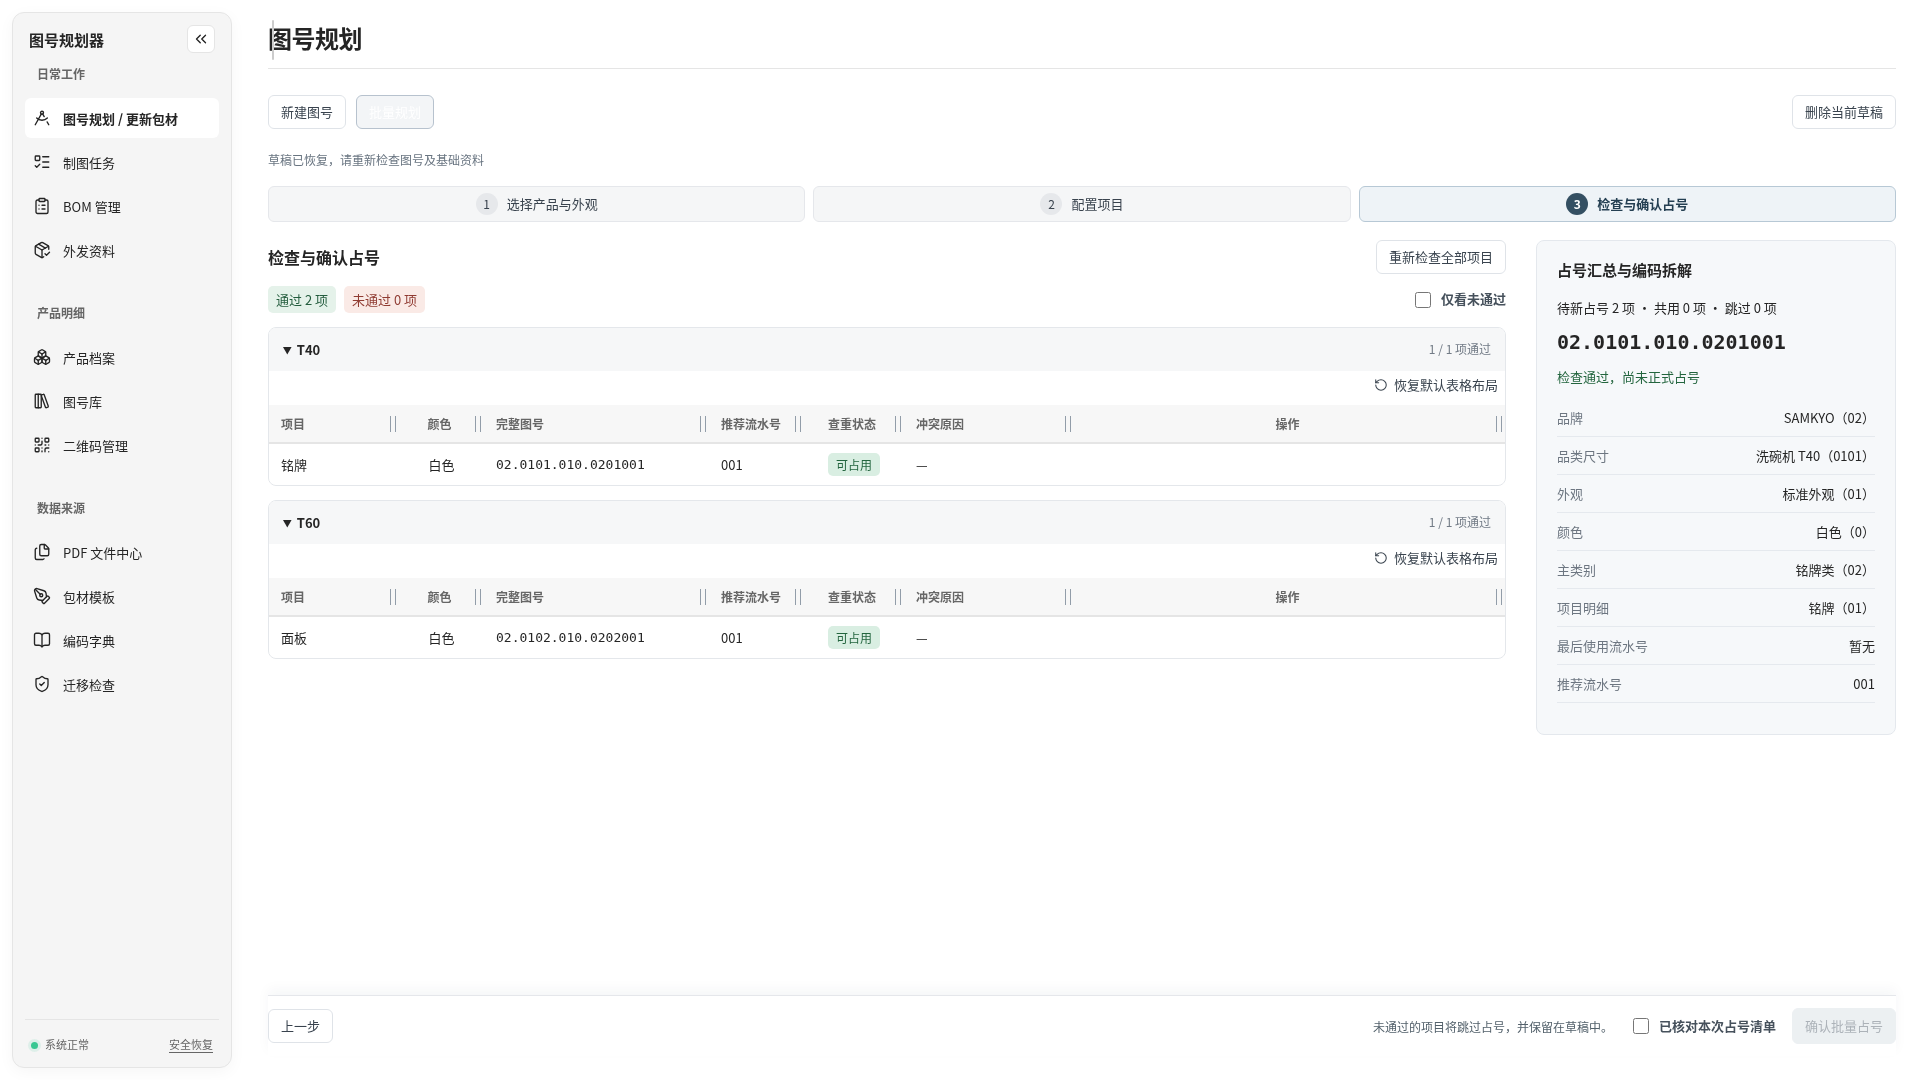 图号规划器
日常工作
图号规划 / 更新包材
制图任务
BOM 管理
外发资料
产品明细
产品档案
图号库
二维码管理
数据来源
PDF 文件中心
包材模板
编码字典
迁移检查
系统正常
安全恢复
图号规划
新建图号
批量规划
删除当前草稿
草稿已恢复，请重新检查图号及基础资料
1 选择产品与外观
2 配置项目
3 检查与确认占号
检查与确认占号
重新检查全部项目
通过 2 项 未通过 0 项
仅看未通过
▼ T40
1 / 1 项通过
恢复默认表格布局
项目 颜色 完整图号 推荐流水号 查重状态 冲突原因 操作
铭牌 白色 02.0101.010.0201001 001 可占用 —
▼ T60
1 / 1 项通过
恢复默认表格布局
项目 颜色 完整图号 推荐流水号 查重状态 冲突原因 操作
面板 白色 02.0102.010.0202001 001 可占用 —
占号汇总与编码拆解
待新占号 2 项 · 共用 0 项 · 跳过 0 项
02.0101.010.0201001
检查通过，尚未正式占号
品牌 SAMKYO（02）
品类尺寸 洗碗机 T40（0101）
外观 标准外观（01）
颜色 白色（0）
主类别 铭牌类（02）
项目明细 铭牌（01）
最后使用流水号 暂无
推荐流水号 001
上一步
未通过的项目将跳过占号，并保留在草稿中。
已核对本次占号清单
确认批量占号